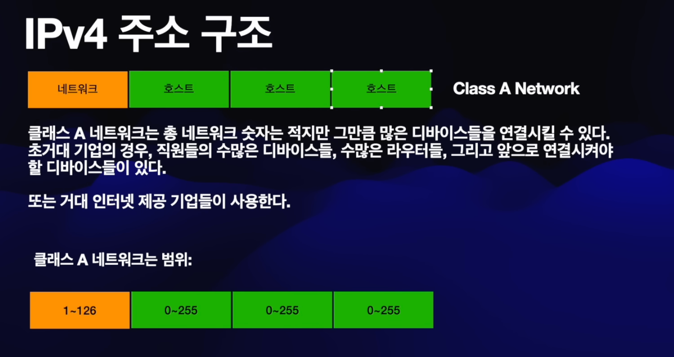 IPv4 주소 구조
네트워크 호스트 호스트 호스트 Class A Network
클래스 A 네트워크는 총 네트워크 숫자는 적지만 그만큼 많은 디바이스들을 연결시킬 수 있다.
초거대 기업의 경우, 직원들의 수많은 디바이스들, 수많은 라우터들, 그리고 앞으로 연결시켜야
할 디바이스들이 있다.
또는 거대 인터넷 제공 기업들이 사용한다.
클래스 A 네트워크는 범위:
1~126 0~255 0~255 0~255